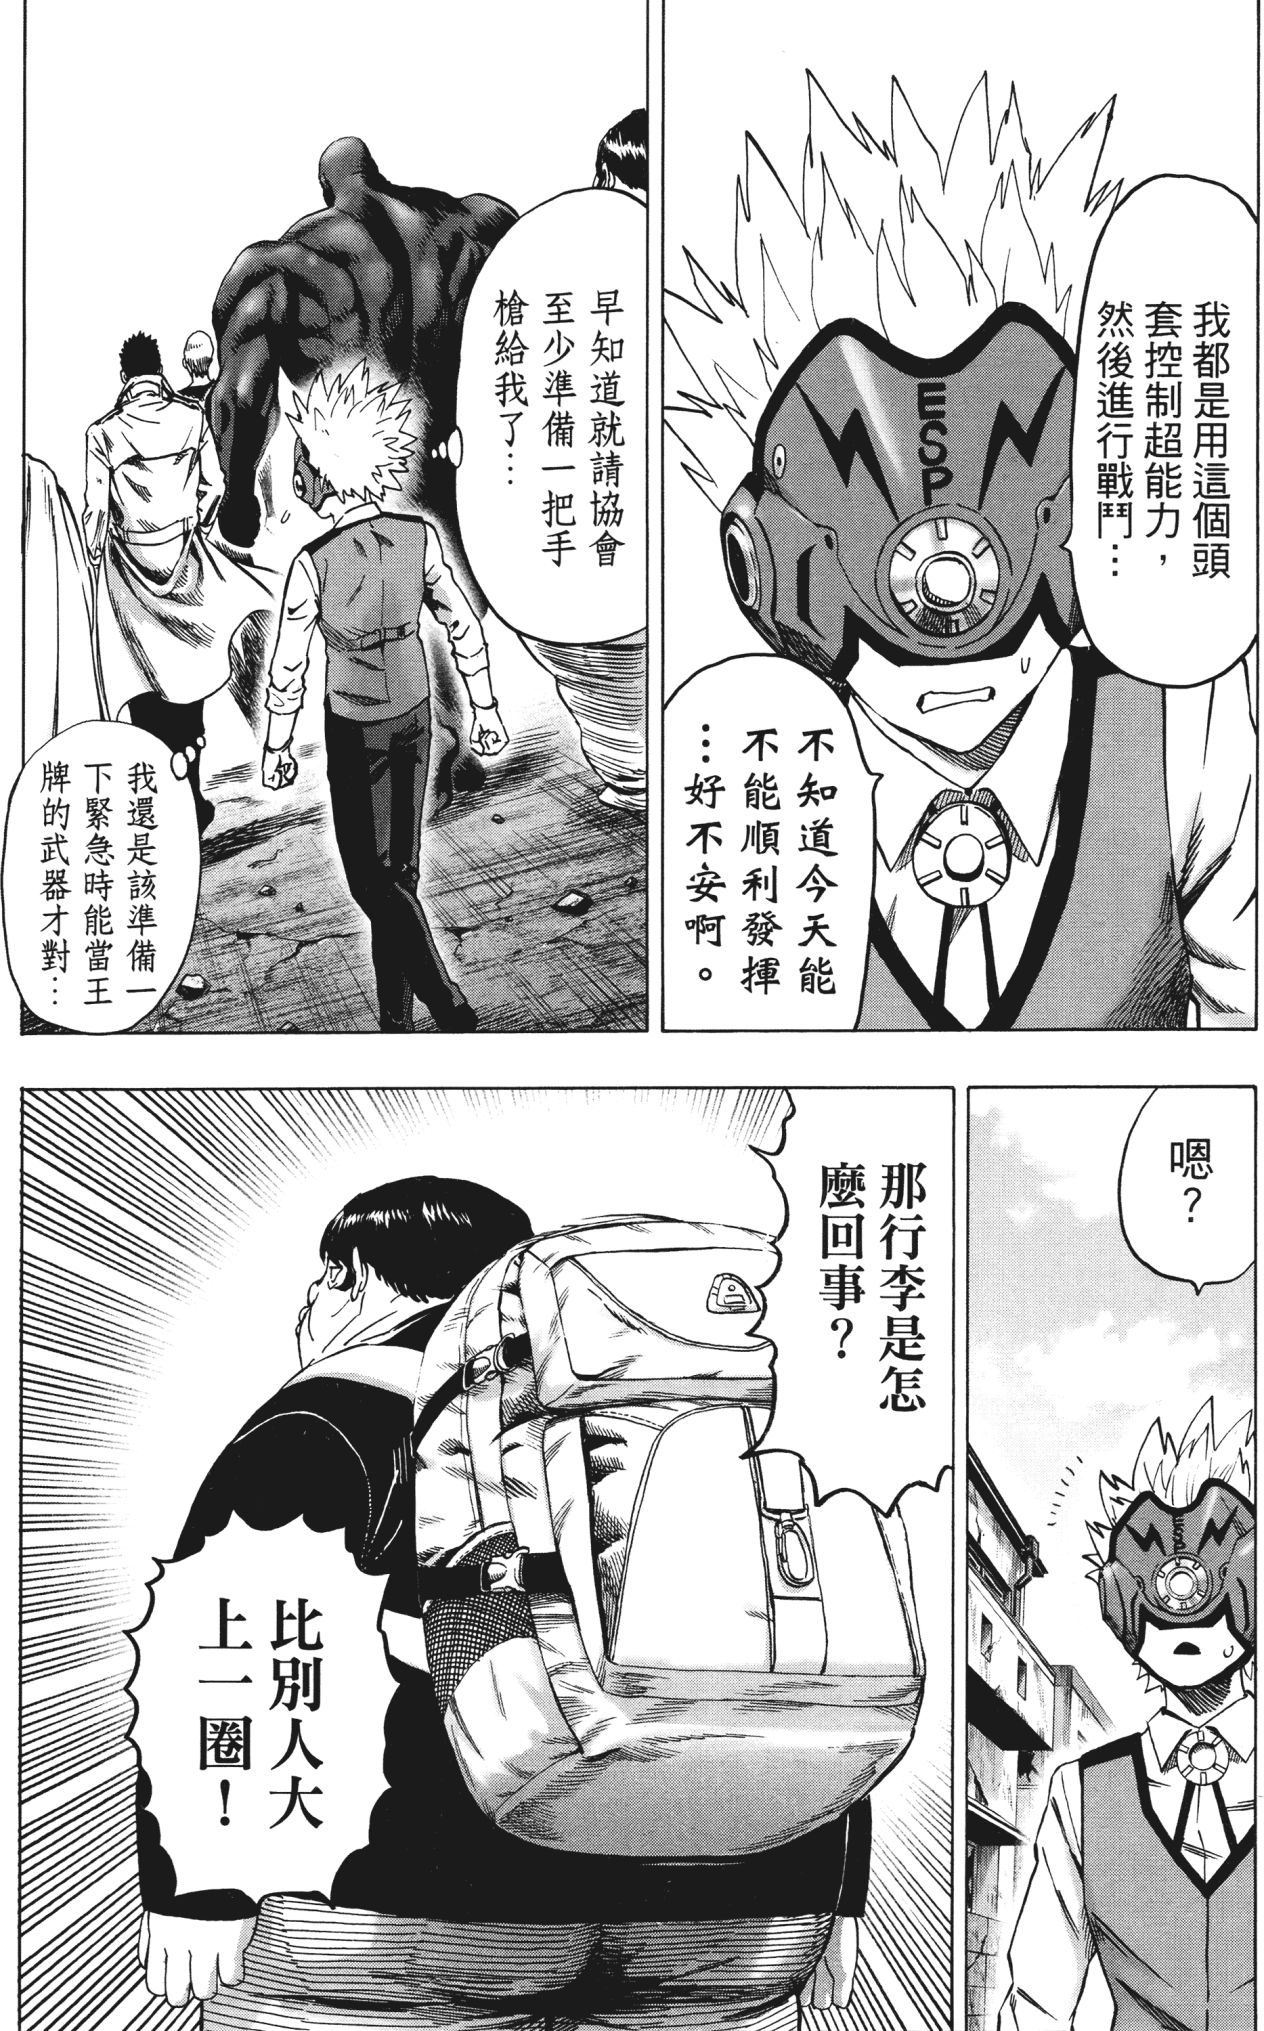 我都是用這個頭
套控制超能力，
然後進行戰鬥…
ESP
不知道今天能
不能順利發揮
…好不安啊。
早知道就請協會
至少準備一把手
槍給我了…
我還是該準備一
下緊急時能當王
牌的武器才對…
嗯？
ESP
那行李是怎
麼回事？
比別人大
上一圈！